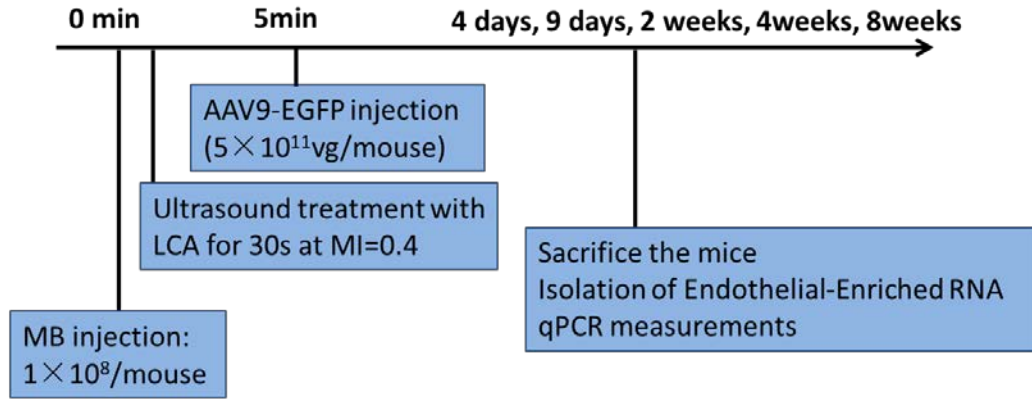 0 min
5min
4 days, 9 days, 2 weeks, 4weeks, 8weeks
AAV9-EGFP injection
(5×10¹¹vg/mouse)
Ultrasound treatment with
LCA for 30s at MI=0.4
Sacrifice the mice
Isolation of Endothelial-Enriched RNA
qPCR measurements
MB injection:
1×10⁸/mouse